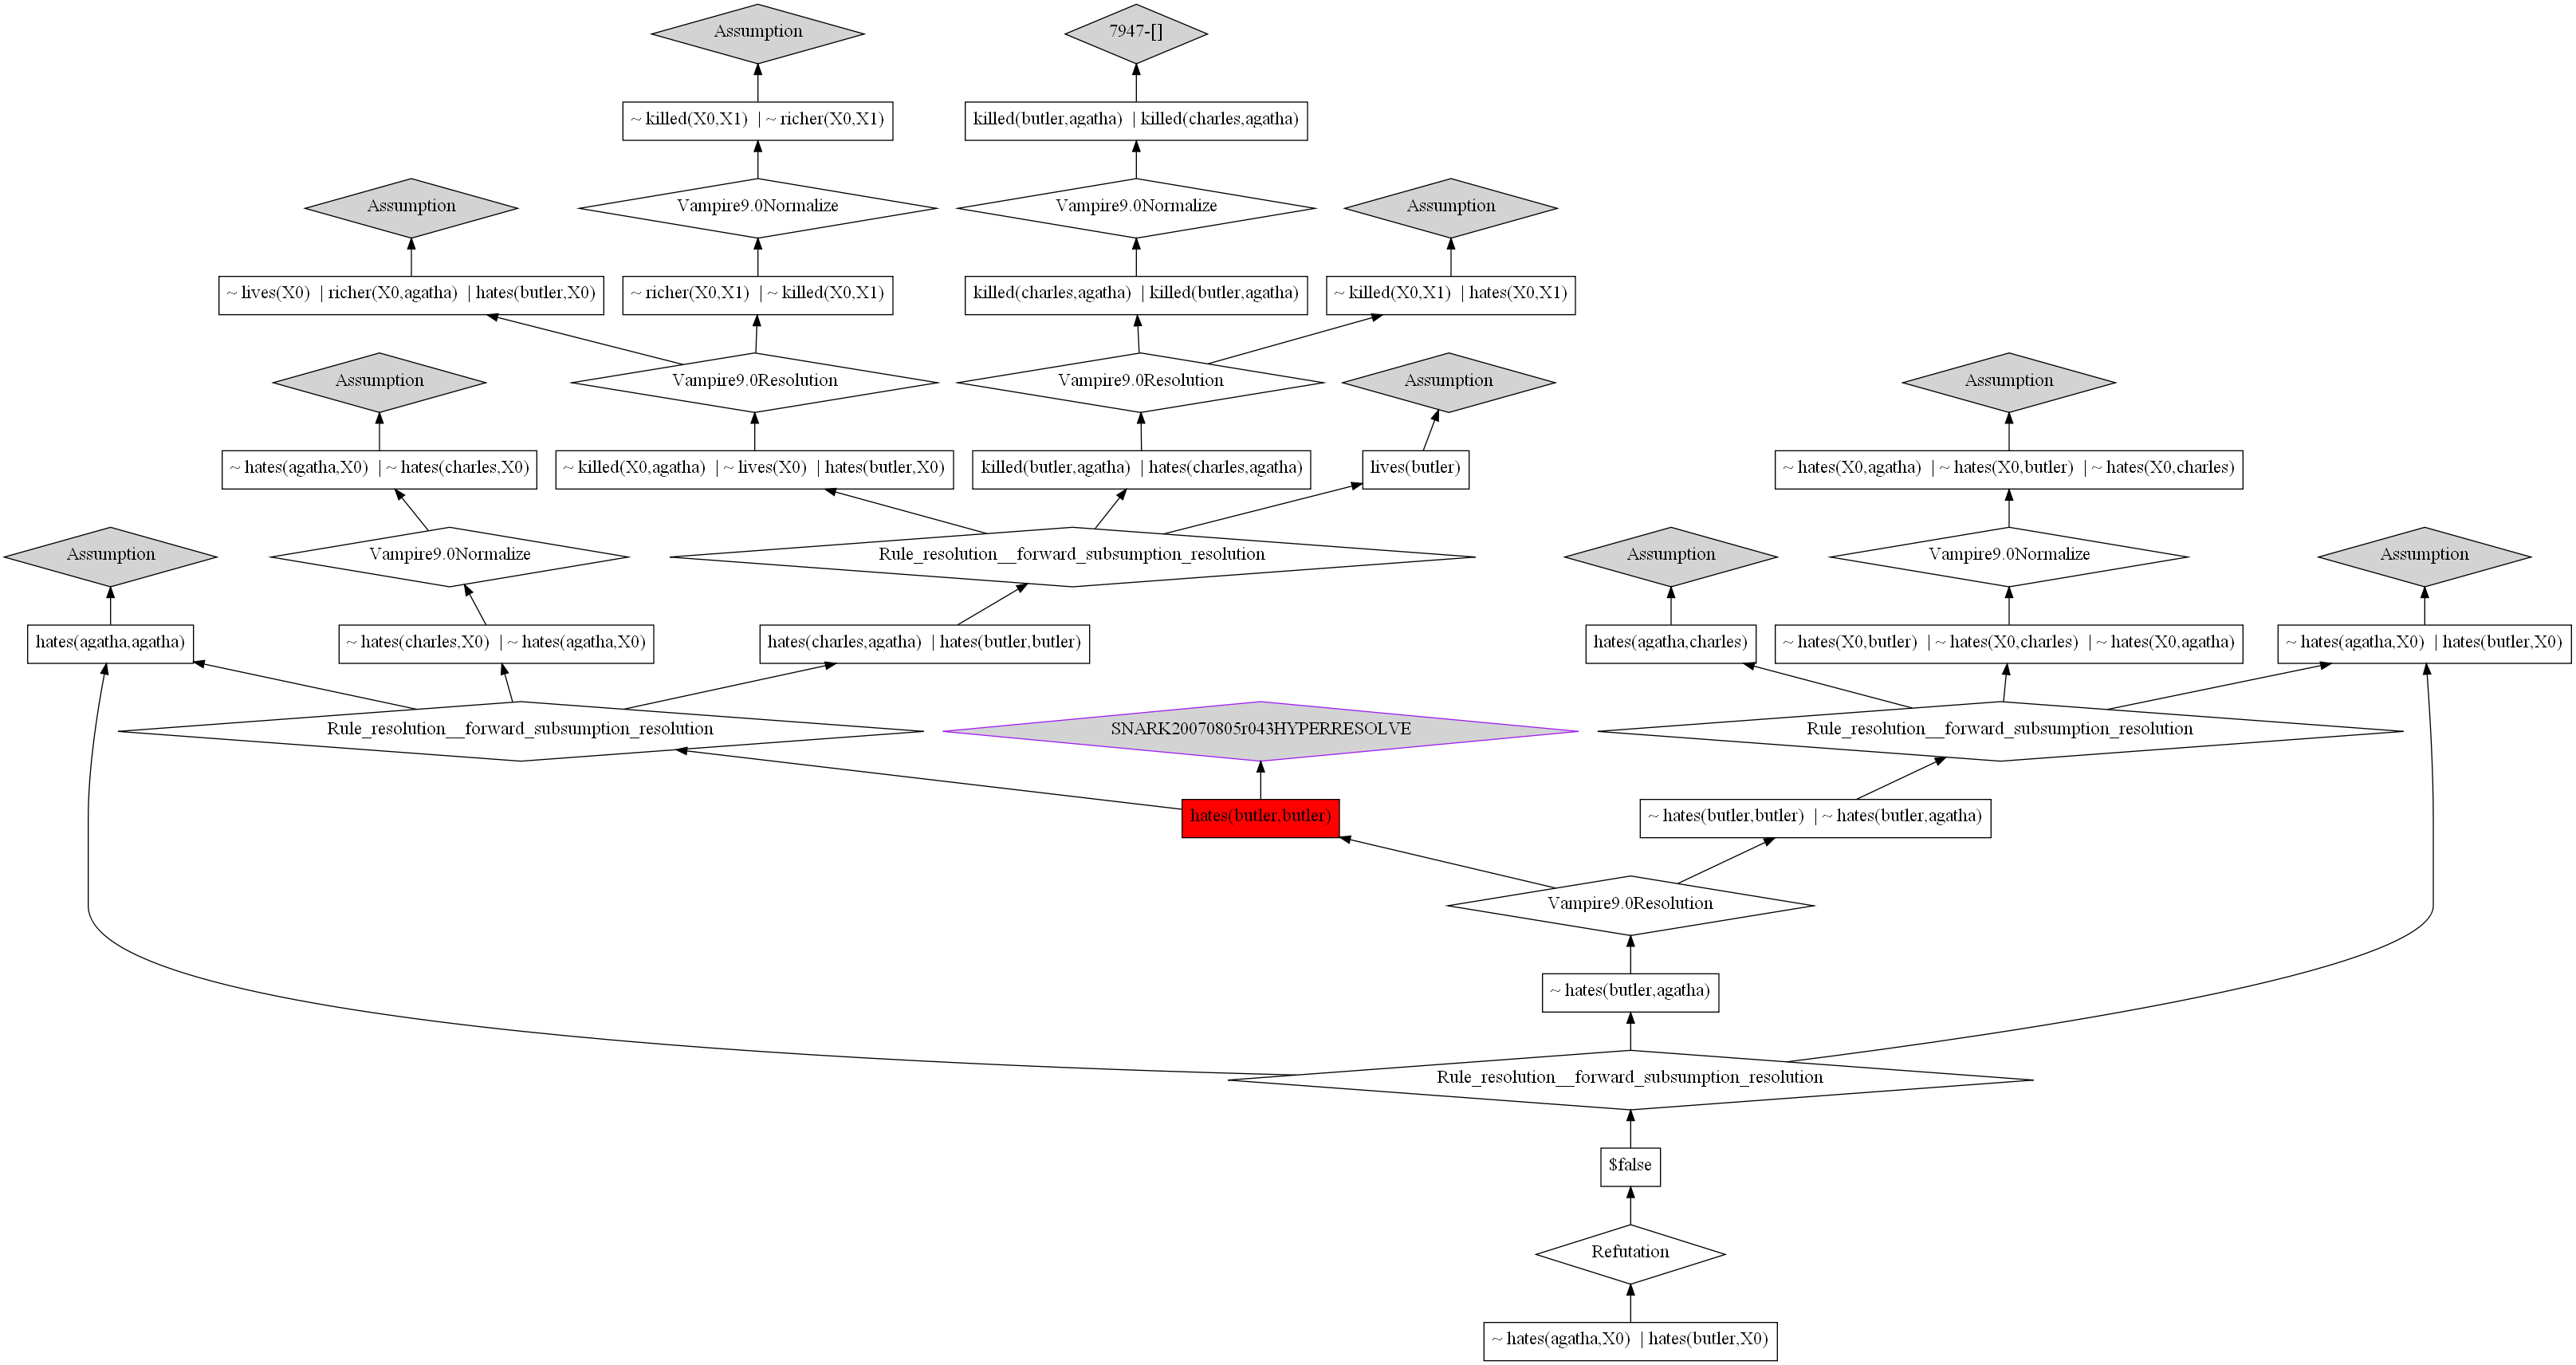 Assumption
7947-[]
~ killed(X0,X1) | ~ richer(X0,X1)
killed(butler,agatha) | killed(charles,agatha)
Assumption
Vampire9.0Normalize
Vampire9.0Normalize
Assumption
~ lives(X0) | richer(X0,agatha) | hates(butler,X0)
~ richer(X0,X1) | ~ killed(X0,X1)
killed(charles,agatha) | killed(butler,agatha)
~ killed(X0,X1) | hates(X0,X1)
Assumption
Vampire9.0Resolution
Vampire9.0Resolution
Assumption
Assumption
~ hates(agatha,X0) | ~ hates(charles,X0)
~ killed(X0,agatha) | ~ lives(X0) | hates(butler,X0)
killed(butler,agatha) | hates(charles,agatha)
lives(butler)
~ hates(X0,agatha) | ~ hates(X0,butler) | ~ hates(X0,charles)
Assumption
Vampire9.0Normalize
Rule_resolution__forward_subsumption_resolution
Assumption
Vampire9.0Normalize
Assumption
hates(agatha,agatha)
~ hates(charles,X0) | ~ hates(agatha,X0)
hates(charles,agatha) | hates(butler,butler)
hates(agatha,charles)
~ hates(X0,butler) | ~ hates(X0,charles) | ~ hates(X0,agatha)
~ hates(agatha,X0) | hates(butler,X0)
Rule_resolution__forward_subsumption_resolution
SNARK20070805r043HYPERRESOLVE
Rule_resolution__forward_subsumption_resolution
hates(butler,butler)
~ hates(butler,butler) | ~ hates(butler,agatha)
Vampire9.0Resolution
~ hates(butler,agatha)
Rule_resolution__forward_subsumption_resolution
$false
Refutation
~ hates(agatha,X0) | hates(butler,X0)